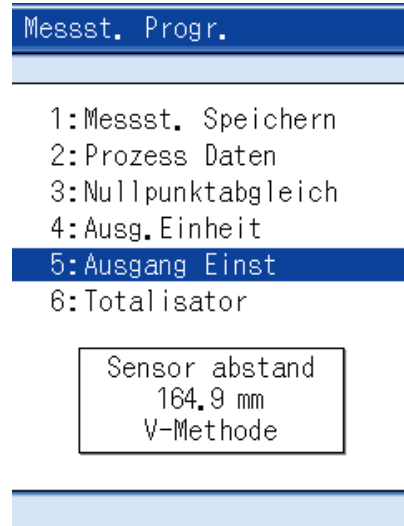 Messst. Progr.
1:Messst. Speichern
2:Prozess Daten
3:Nullpunktabgleich
4:Ausg.Einheit
5:Ausgang Einst
6:Totalisator
Sensor abstand
164.9 mm
V-Methode